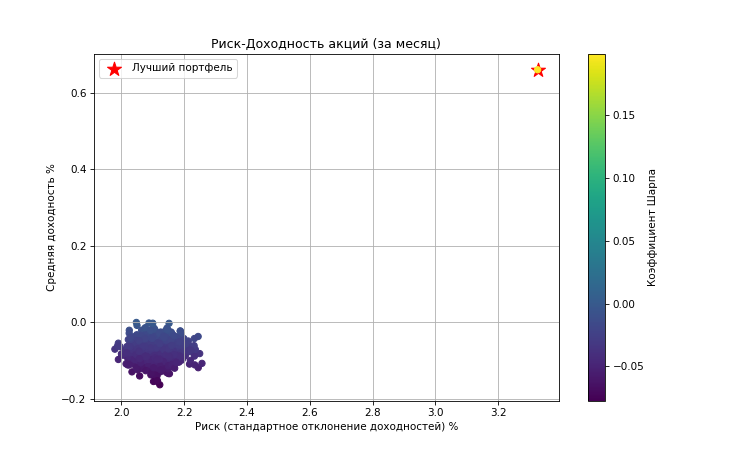 Риск-Доходность акций (за месяц)
Лучший портфель
Средняя доходность %
0.6
0.4
0.2
0.0
−0.2
2.0 2.2 2.4 2.6 2.8 3.0 3.2
Риск (стандартное отклонение доходностей) %
0.15
0.10
0.05
0.00
−0.05
Коэффициент Шарпа